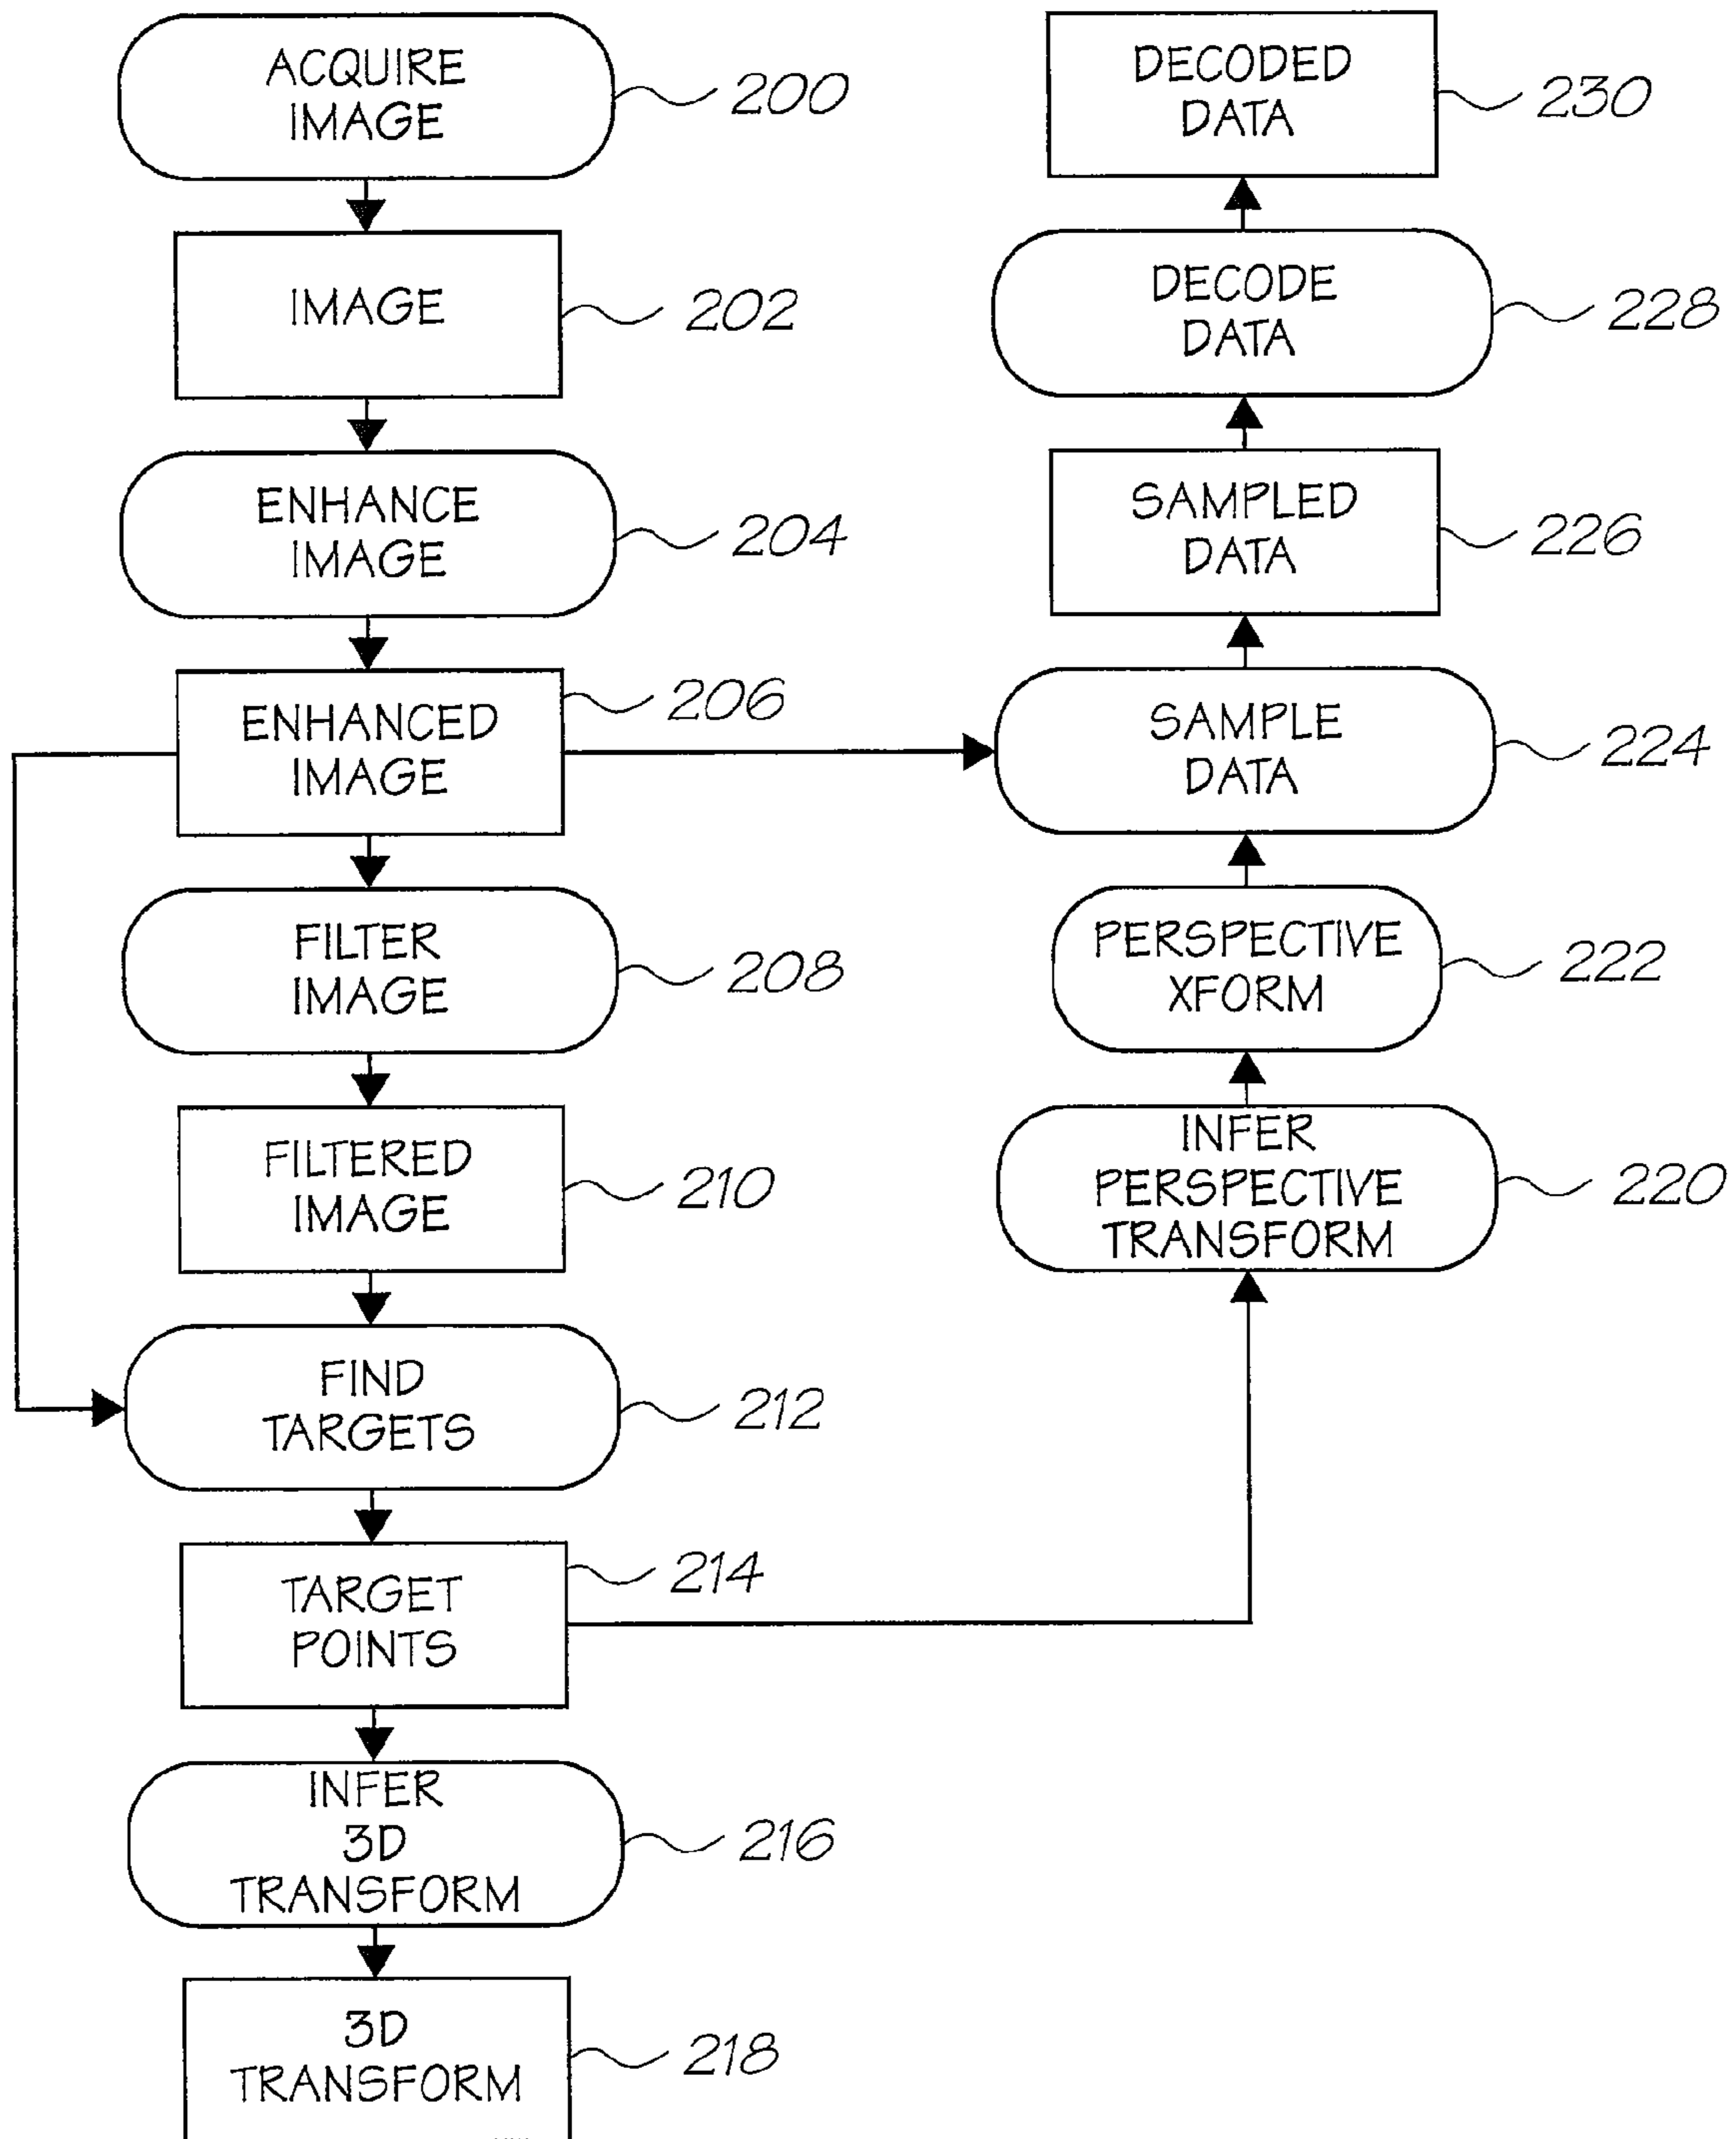 ACQUIRE
IMAGE
200
IMAGE
202
ENHANCE
IMAGE
204
ENHANCED
IMAGE
206
FILTER
IMAGE
208
FILTERED
IMAGE
210
FIND
TARGETS
212
TARGET
POINTS
214
INFER
3D
TRANSFORM
216
3D
TRANSFORM
218
DECODED
DATA
230
DECODE
DATA
228
SAMPLED
DATA
226
SAMPLE
DATA
224
PERSPECTIVE
XFORM
222
INFER
PERSPECTIVE
TRANSFORM
220